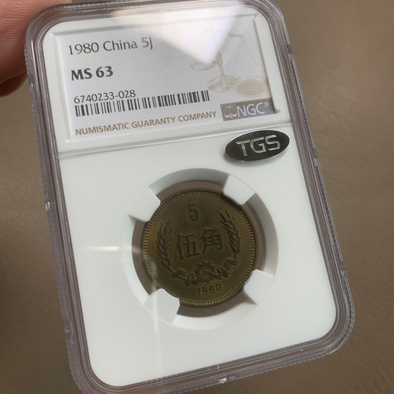 1980 China 5J
MS 63
6740233-028
NUMISMATIC GUARANTY COMPANY
NGC
TGS
5
伍角
1980